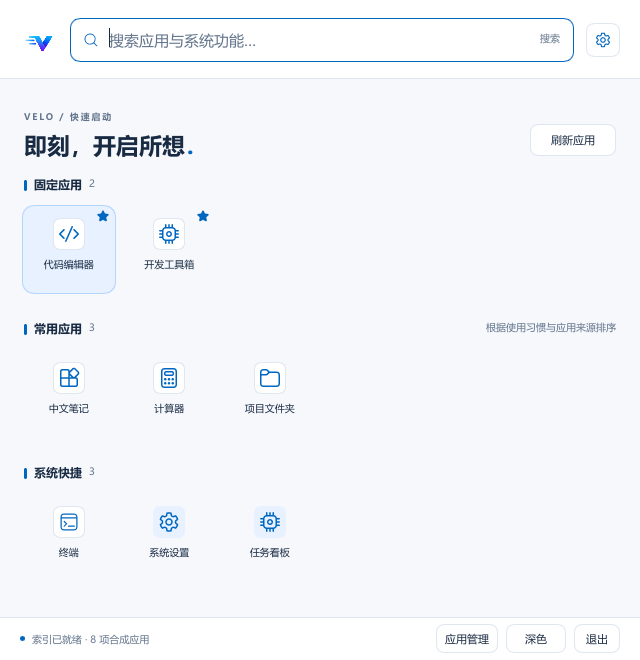 搜索应用与系统功能... 搜索
VELO / 快速启动
即刻，开启所想.
刷新应用
固定应用 2
代码编辑器 开发工具箱
常用应用 3 根据使用习惯与应用来源排序
中文笔记 计算器 项目文件夹
系统快捷 3
终端 系统设置 任务看板
索引已就绪 · 8 项合成应用 应用管理 深色 退出